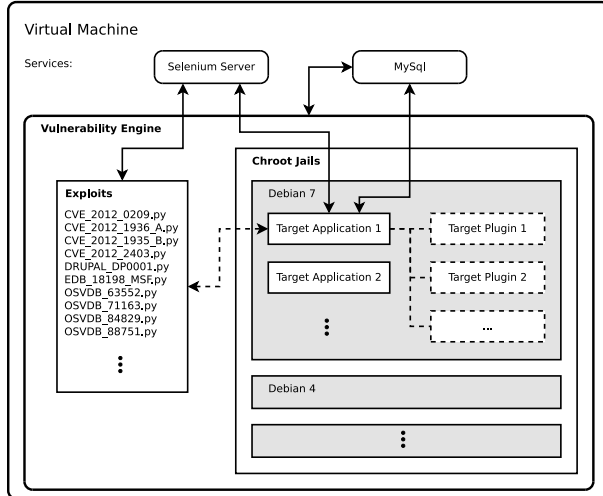 Virtual Machine
Services:
Selenium Server
MySql
Vulnerability Engine
Exploits
CVE_2012_0209.py
CVE_2012_1936_A.py
CVE_2012_1935_B.py
CVE_2012_2403.py
DRUPAL_DP0001.py
EDB_18198_MSF.py
OSVDB_63552.py
OSVDB_71163.py
OSVDB_84829.py
OSVDB_88751.py
Chroot Jails
Debian 7
Target Application 1
Target Plugin 1
Target Application 2
Target Plugin 2
...
Debian 4